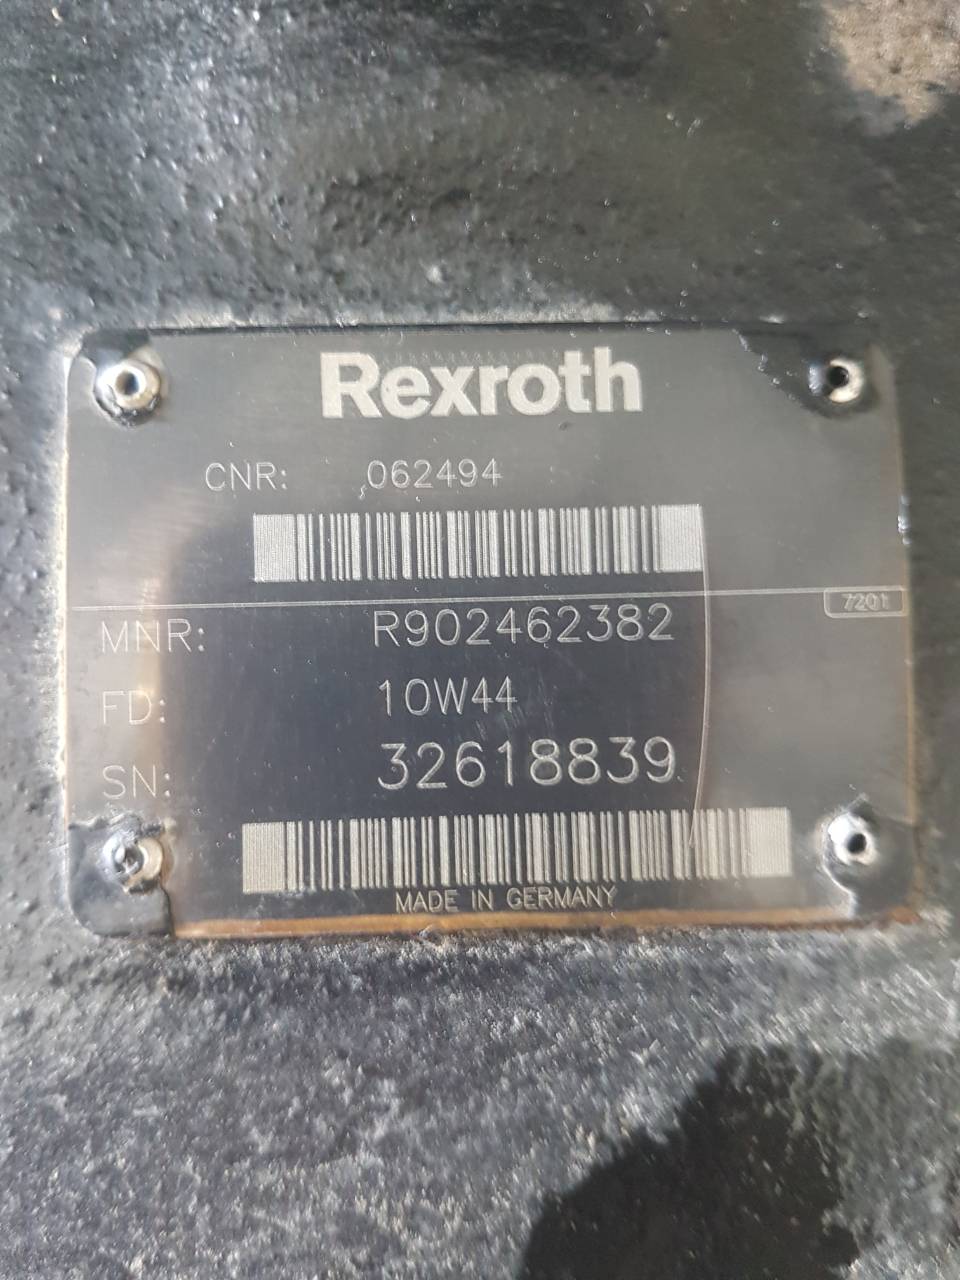 Rexroth
CNR: 062494
7201
MNR: R902462382
FD: 10W44
SN: 32618839
MADE IN GERMANY